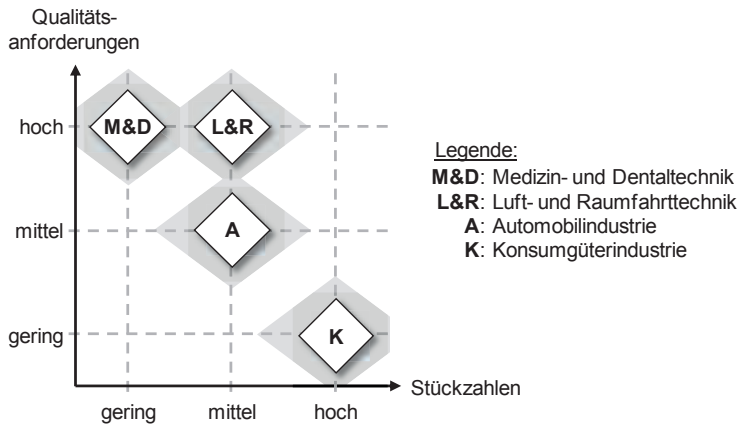 Qualitäts-
anforderungen
hoch
M&D
L&R
mittel
A
gering
K
Stückzahlen
gering
mittel
hoch
Legende:
M&D: Medizin- und Dentaltechnik
L&R: Luft- und Raumfahrttechnik
A: Automobilindustrie
K: Konsumgüterindustrie